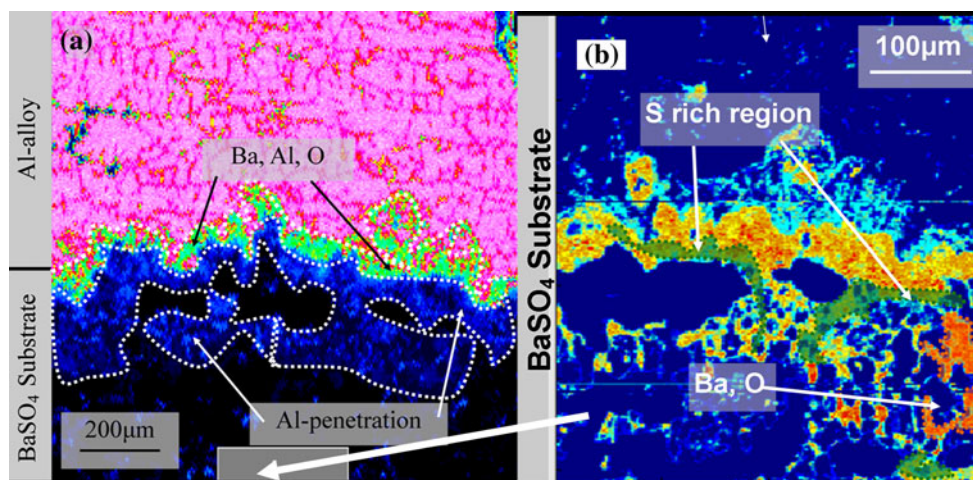 (a)
Al-alloy
Ba, Al, O
BaSO4 Substrate
Al-penetration
200µm
BaSO4 Substrate
(b)
100µm
S rich region
Ba, O